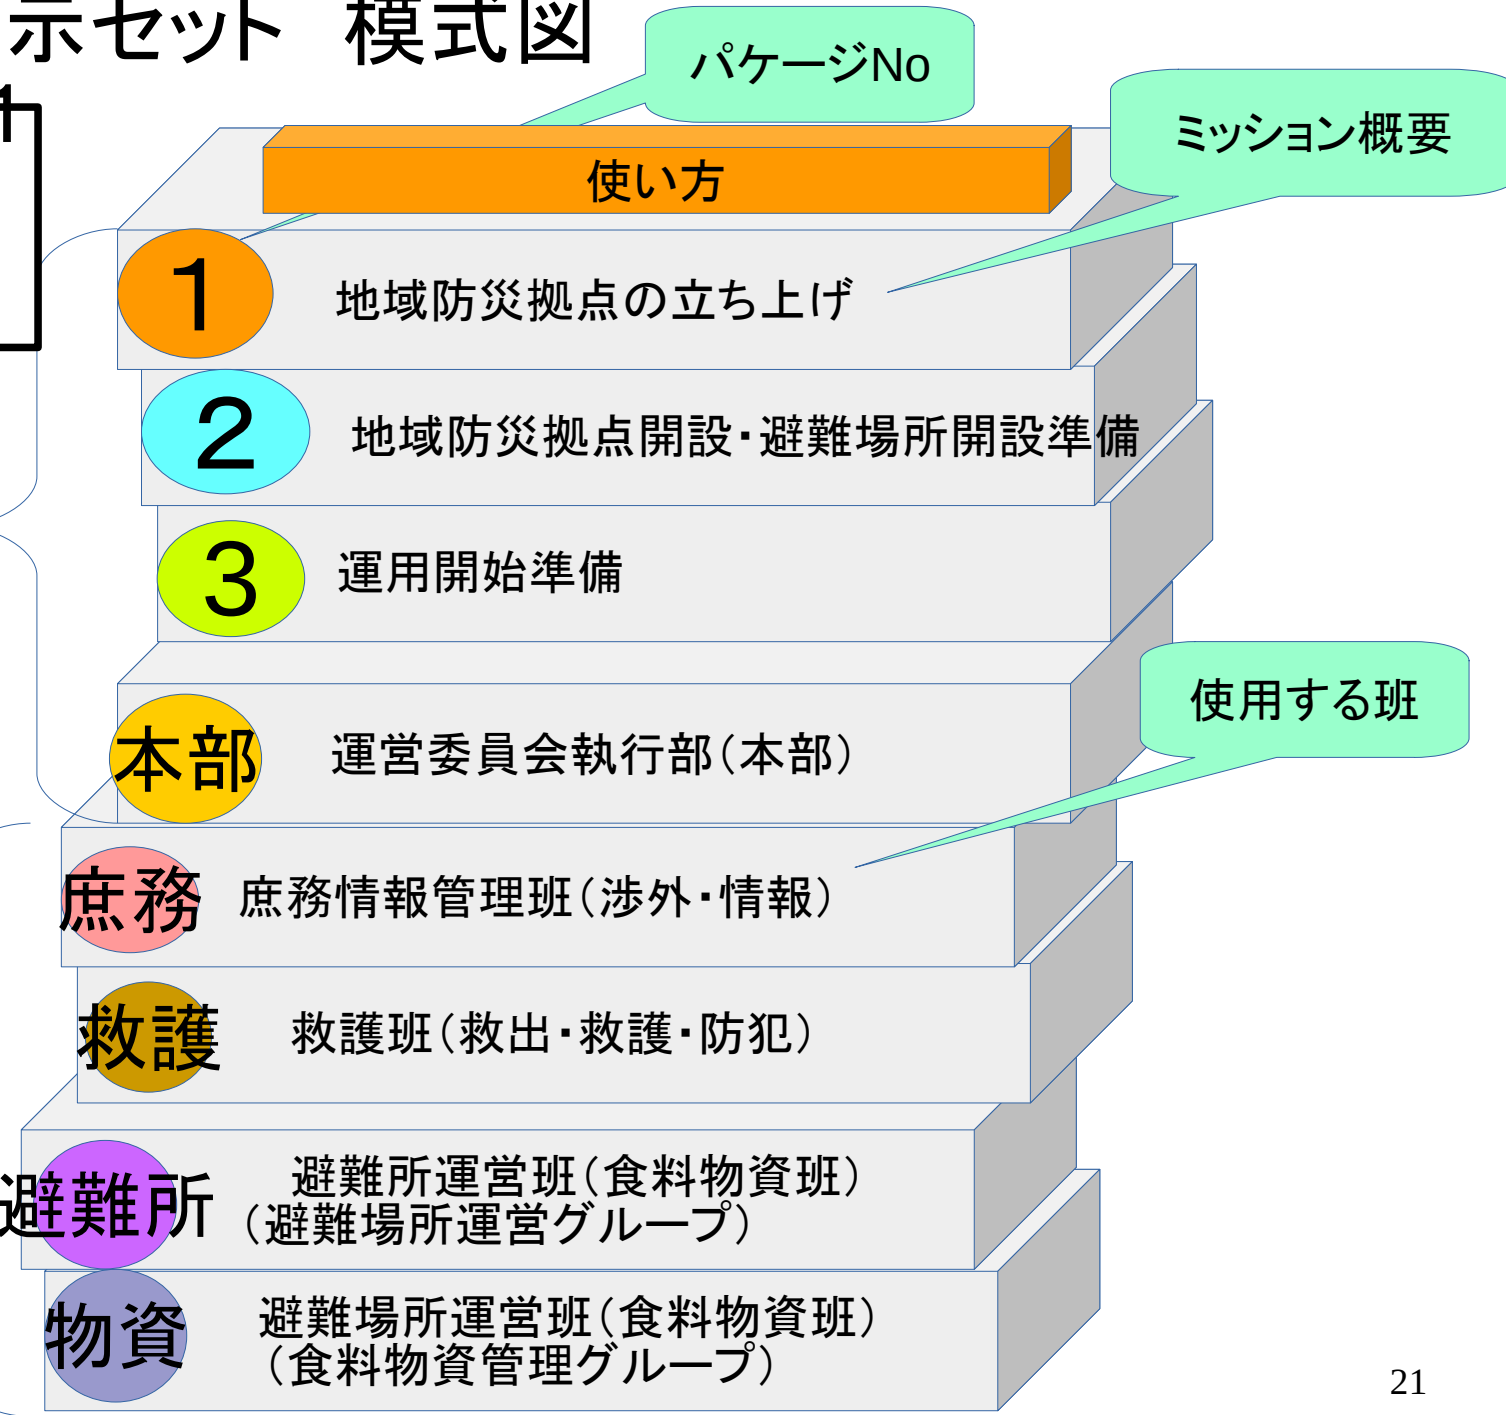 示セット　模式図
パケージNo
1
ミッション概要
使い方
１
地域防災拠点の立ち上げ
２
地域防災拠点開設・避難場所開設準備
３
運用開始準備
使用する班
本部
運営委員会執行部（本部）
庶務
庶務情報管理班（渉外・情報）
救護
救護班（救出・救護・防犯）
避難所
避難所運営班（食料物資班）
（避難場所運営グループ）
物資
避難場所運営班（食料物資班）
（食料物資管理グループ）
21